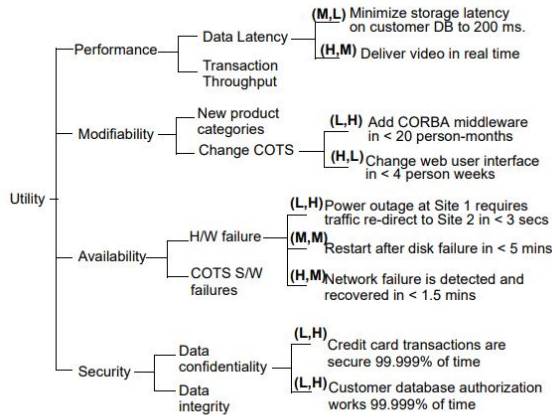 (M,L) Minimize storage latency
on customer DB to 200 ms.
Data Latency
(H,M) Deliver video in real time
Performance
Transaction
Throughput
New product
categories
(L,H) Add CORBA middleware
in < 20 person-months
Modifiability
Change COTS
(H,L) Change web user interface
in < 4 person weeks
Utility
(L,H) Power outage at Site 1 requires
traffic re-direct to Site 2 in < 3 secs
H/W failure
(M,M) Restart after disk failure in < 5 mins
Availability
COTS S/W
failures
(H,M) Network failure is detected and
recovered in < 1.5 mins
(L,H) Credit card transactions are
secure 99.999% of time
Data
confidentiality
Security
Data
integrity
(L,H) Customer database authorization
works 99.999% of time